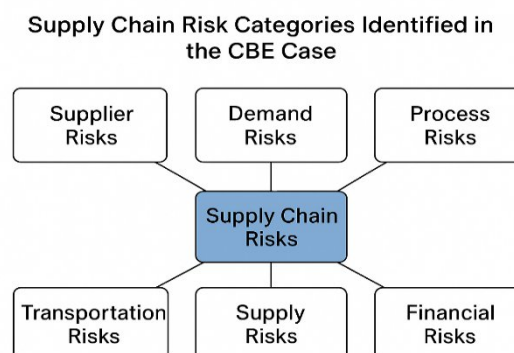 Supply Chain Risk Categories Identified in
the CBE Case
Supplier
Risks
Demand
Risks
Process
Risks
Supply Chain
Risks
Transportation
Risks
Supply
Risks
Financial
Risks